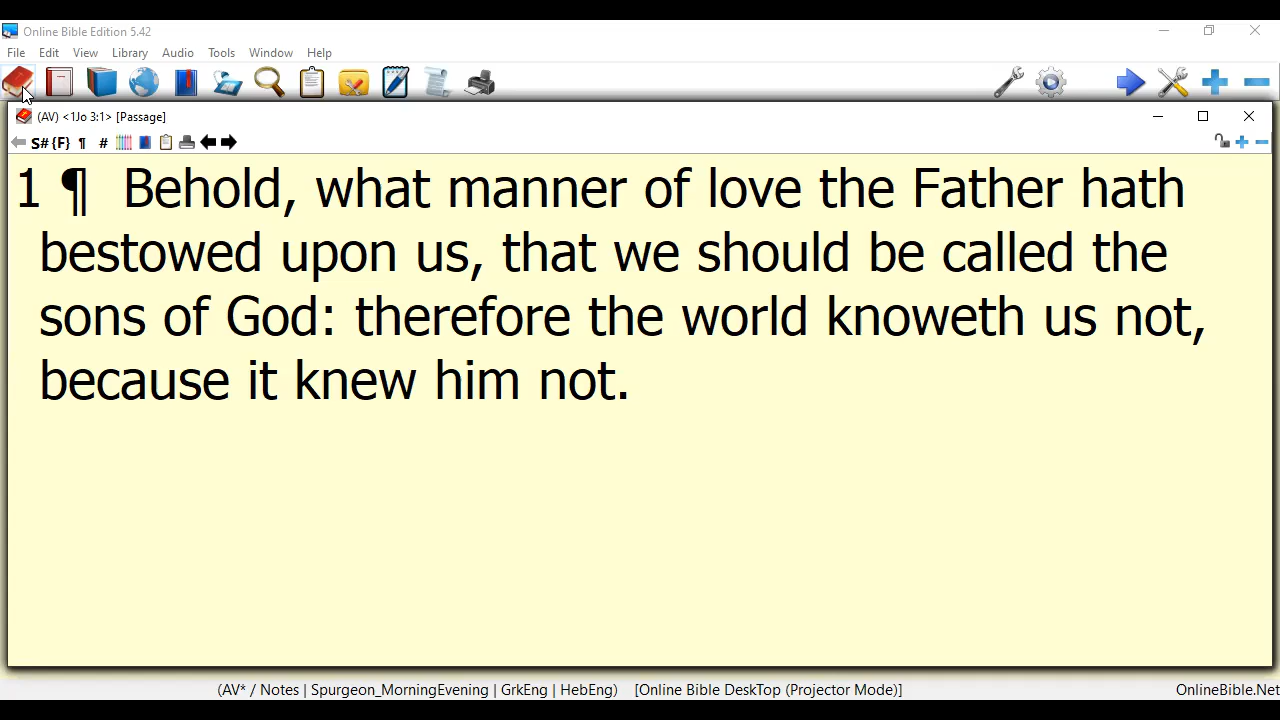 Online Bible Edition 5.42
File Edit View Library Audio Tools Window Help
(AV) <1Jo 3:1> [Passage]
S# {F} ¶ #
1 ¶ Behold, what manner of love the Father hath
bestowed upon us, that we should be called the
sons of God: therefore the world knoweth us not,
because it knew him not.
(AV* / Notes | Spurgeon_MorningEvening | GrkEng | HebEng) [Online Bible DeskTop (Projector Mode)] OnlineBible.Net